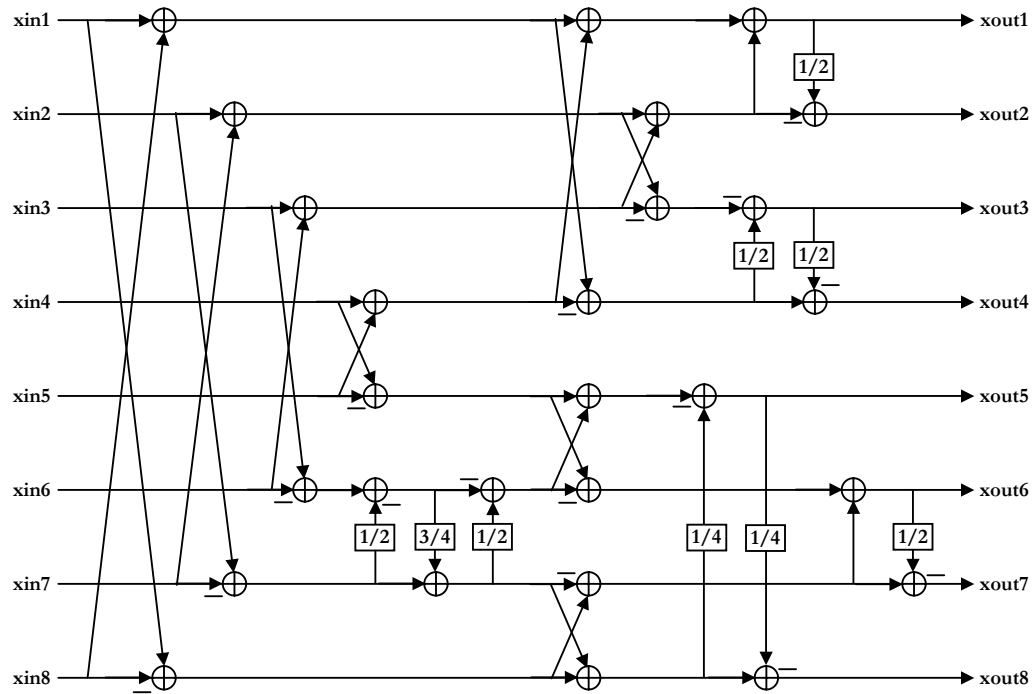 xin1 xout1
1/2
xin2 xout2
xin3 xout3
1/2 1/2
xin4 xout4
xin5 xout5
xin6 xout6
1/2 3/4 1/2 1/4 1/4 1/2
xin7 xout7
xin8 xout8